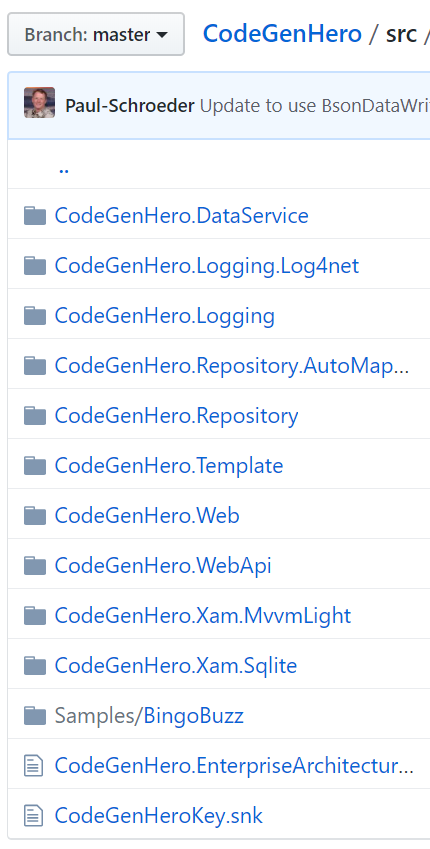 Branch: master CodeGenHero / src /
Paul-Schroeder Update to use BsonDataWri
..
CodeGenHero.DataService
CodeGenHero.Logging.Log4net
CodeGenHero.Logging
CodeGenHero.Repository.AutoMap...
CodeGenHero.Repository
CodeGenHero.Template
CodeGenHero.Web
CodeGenHero.WebApi
CodeGenHero.Xam.MvvmLight
CodeGenHero.Xam.Sqlite
Samples/BingoBuzz
CodeGenHero.EnterpriseArchitectur...
CodeGenHeroKey.snk